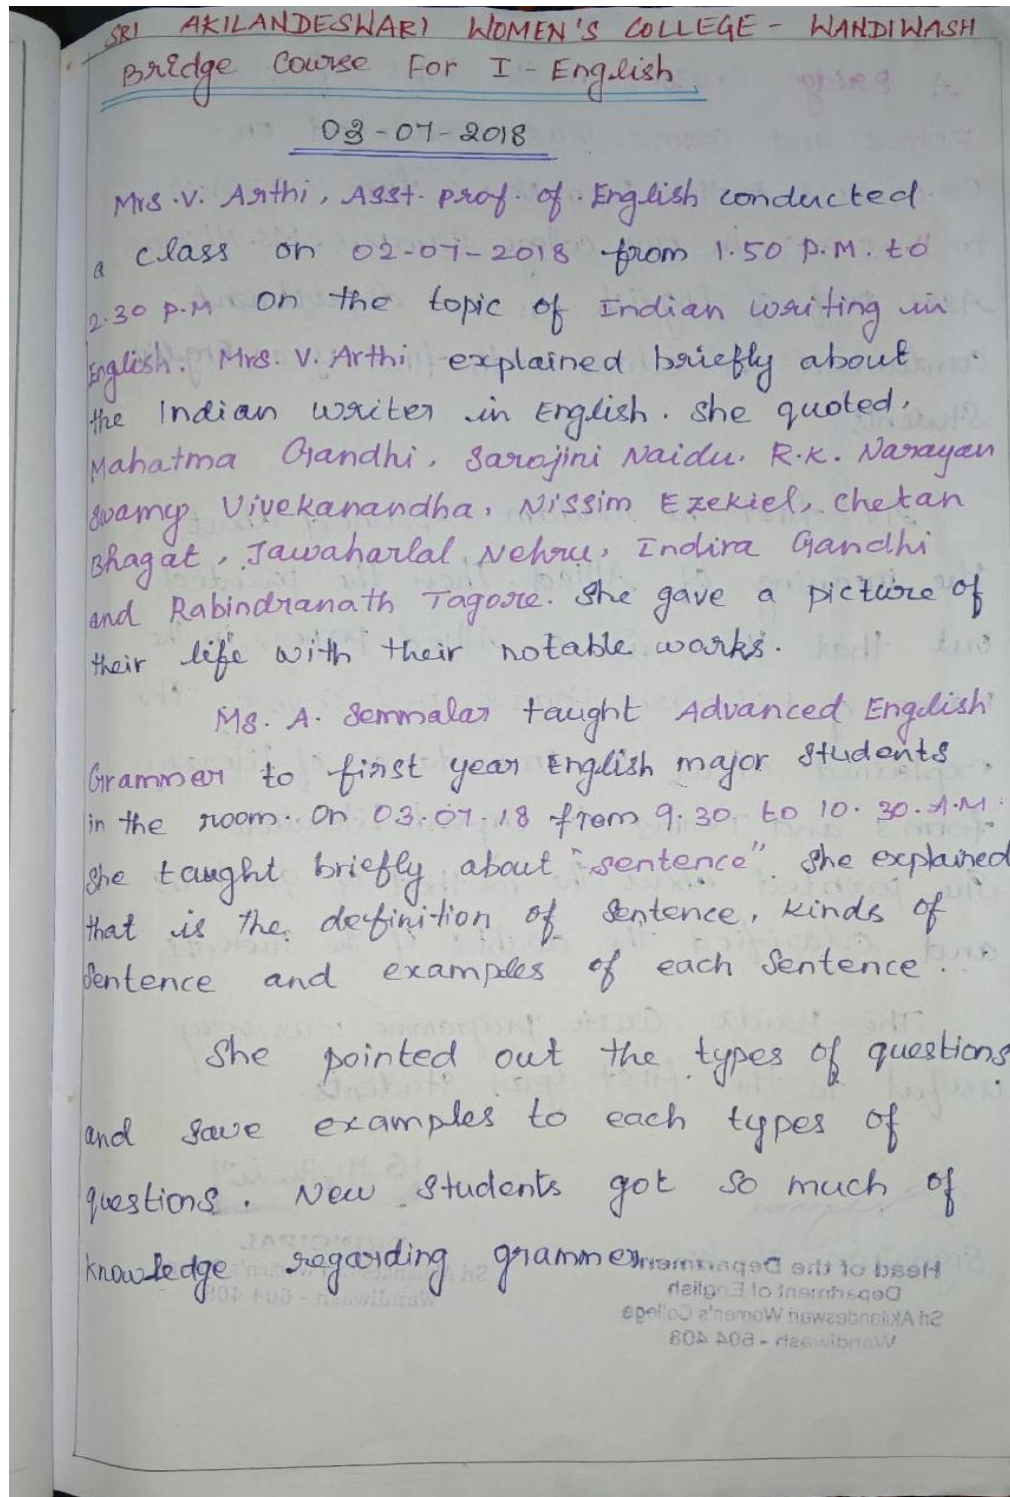 SRI AKILANDESWARI WOMEN'S COLLEGE - WANDIWASH
Bridge Course For I - English
03-07-2018
Mrs. V. Arthi, Asst. prof. of. English conducted
a class on 02-07-2018 from 1.50 P.M. to
2.30 P.M on the topic of Indian writing in
English. Mrs. V. Arthi explained briefly about
the Indian writer in English. She quoted,
Mahatma Gandhi, Sarojini Naidu. R.K. Narayan
Swamy Vivekanandha, Nissim Ezekiel, Chetan
Bhagat, Jawaharlal Nehru, Indira Gandhi
and Rabindranath Tagore. She gave a picture of
their life with their notable works.
Ms. A. Semmalar taught Advanced English
Grammer to first year English major students
in the room. On 03.07.18 from 9.30 to 10.30.A.M.
She taught briefly about "sentence". She explained
that is the definition of Sentence, kinds of
Sentence and examples of each Sentence.
She pointed out the types of questions
and save examples to each types of
questions. New students got so much of
knowledge regarding grammer.
Head of the Department
Department of English
Sri Akilandeswari Women's College
Wandiwash - 604 408